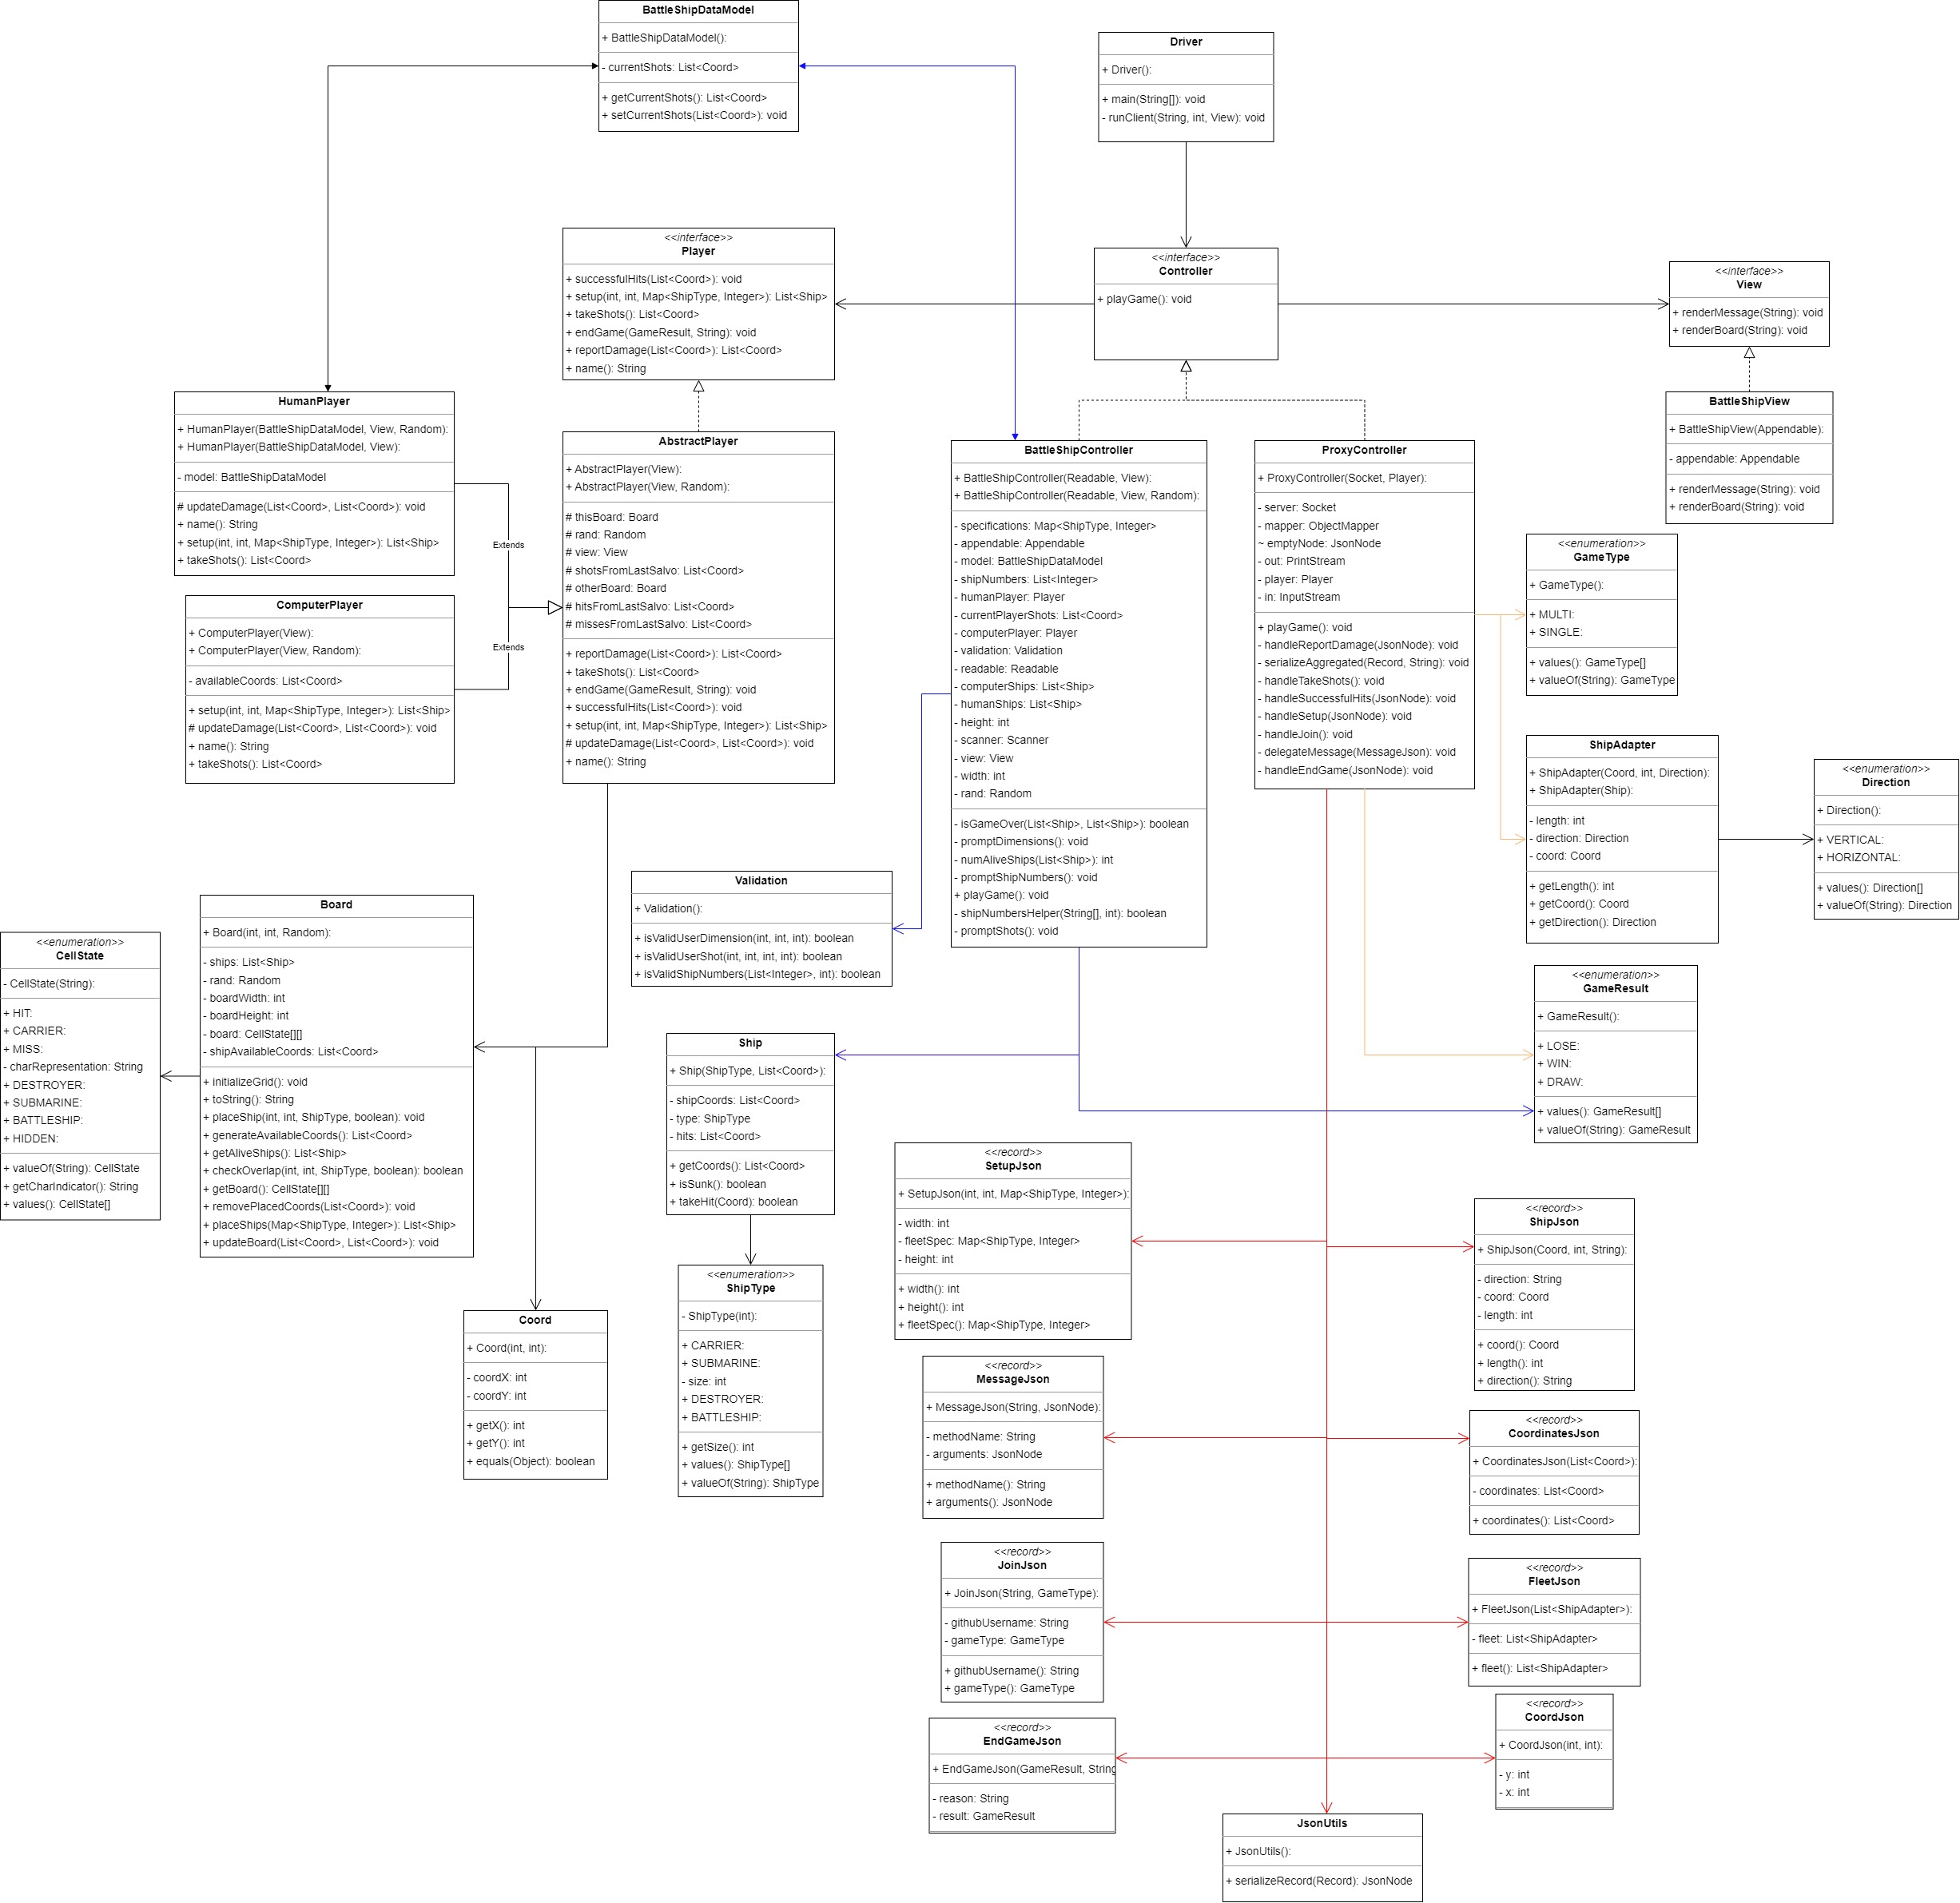 BattleShipDataModel
+ BattleShipDataModel():
- currentShots: List<Coord>
+ getCurrentShots(): List<Coord>
+ setCurrentShots(List<Coord>): void
Driver
+ Driver():
+ main(String[]): void
- runClient(String, int, View): void
<<interface>>
Player
+ successfulHits(List<Coord>): void
+ setup(int, int, Map<ShipType, Integer>): List<Ship>
+ takeShots(): List<Coord>
+ endGame(GameResult, String): void
+ reportDamage(List<Coord>): List<Coord>
+ name(): String
<<interface>>
Controller
+ playGame(): void
<<interface>>
View
+ renderMessage(String): void
+ renderBoard(String): void
HumanPlayer
+ HumanPlayer(BattleShipDataModel, View, Random):
+ HumanPlayer(BattleShipDataModel, View):
- model: BattleShipDataModel
# updateDamage(List<Coord>, List<Coord>): void
+ name(): String
+ setup(int, int, Map<ShipType, Integer>): List<Ship>
+ takeShots(): List<Coord>
Extends
ComputerPlayer
+ ComputerPlayer(View):
+ ComputerPlayer(View, Random):
- availableCoords: List<Coord>
+ setup(int, int, Map<ShipType, Integer>): List<Ship>
# updateDamage(List<Coord>, List<Coord>): void
+ name(): String
+ takeShots(): List<Coord>
Extends
AbstractPlayer
+ AbstractPlayer(View):
+ AbstractPlayer(View, Random):
# thisBoard: Board
# rand: Random
# view: View
# shotsFromLastSalvo: List<Coord>
# otherBoard: Board
# hitsFromLastSalvo: List<Coord>
# missesFromLastSalvo: List<Coord>
+ reportDamage(List<Coord>): List<Coord>
+ takeShots(): List<Coord>
+ endGame(GameResult, String): void
+ successfulHits(List<Coord>): void
+ setup(int, int, Map<ShipType, Integer>): List<Ship>
# updateDamage(List<Coord>, List<Coord>): void
+ name(): String
BattleShipController
+ BattleShipController(Readable, View):
+ BattleShipController(Readable, View, Random):
- specifications: Map<ShipType, Integer>
- appendable: Appendable
- model: BattleShipDataModel
- shipNumbers: List<Integer>
- humanPlayer: Player
- currentPlayerShots: List<Coord>
- computerPlayer: Player
- validation: Validation
- readable: Readable
- computerShips: List<Ship>
- humanShips: List<Ship>
- height: int
- scanner: Scanner
- view: View
- width: int
- rand: Random
- isGameOver(List<Ship>, List<Ship>): boolean
- promptDimensions(): void
- numAliveShips(List<Ship>): int
- promptShipNumbers(): void
+ playGame(): void
- shipNumbersHelper(String[], int): boolean
- promptShots(): void
ProxyController
+ ProxyController(Socket, Player):
- server: Socket
- mapper: ObjectMapper
~ emptyNode: JsonNode
- out: PrintStream
- player: Player
- in: InputStream
+ playGame(): void
- handleReportDamage(JsonNode): void
- serializeAggregated(Record, String): void
- handleTakeShots(): void
- handleSuccessfulHits(JsonNode): void
- handleSetup(JsonNode): void
- handleJoin(): void
- delegateMessage(MessageJson): void
- handleEndGame(JsonNode): void
BattleShipView
+ BattleShipView(Appendable):
- appendable: Appendable
+ renderMessage(String): void
+ renderBoard(String): void
<<enumeration>>
GameType
+ GameType():
+ MULTI:
+ SINGLE:
+ values(): GameType[]
+ valueOf(String): GameType
ShipAdapter
+ ShipAdapter(Coord, int, Direction):
+ ShipAdapter(Ship):
- length: int
- direction: Direction
- coord: Coord
+ getLength(): int
+ getCoord(): Coord
+ getDirection(): Direction
<<enumeration>>
Direction
+ Direction():
+ VERTICAL:
+ HORIZONTAL:
+ values(): Direction[]
+ valueOf(String): Direction
Validation
+ Validation():
+ isValidUserDimension(int, int, int): boolean
+ isValidUserShot(int, int, int, int): boolean
+ isValidShipNumbers(List<Integer>, int): boolean
<<enumeration>>
CellState
- CellState(String):
+ HIT:
+ CARRIER:
+ MISS:
- charRepresentation: String
+ DESTROYER:
+ SUBMARINE:
+ BATTLESHIP:
+ HIDDEN:
+ valueOf(String): CellState
+ getCharIndicator(): String
+ values(): CellState[]
Board
+ Board(int, int, Random):
- ships: List<Ship>
- rand: Random
- boardWidth: int
- boardHeight: int
- board: CellState[][]
- shipAvailableCoords: List<Coord>
+ initializeGrid(): void
+ toString(): String
+ placeShip(int, int, ShipType, boolean): void
+ generateAvailableCoords(): List<Coord>
+ getAliveShips(): List<Ship>
+ checkOverlap(int, int, ShipType, boolean): boolean
+ getBoard(): CellState[][]
+ removePlacedCoords(List<Coord>): void
+ placeShips(Map<ShipType, Integer>): List<Ship>
+ updateBoard(List<Coord>, List<Coord>): void
<<enumeration>>
GameResult
+ GameResult():
+ LOSE:
+ WIN:
+ DRAW:
+ values(): GameResult[]
+ valueOf(String): GameResult
Ship
+ Ship(ShipType, List<Coord>):
- shipCoords: List<Coord>
- type: ShipType
- hits: List<Coord>
+ getCoords(): List<Coord>
+ isSunk(): boolean
+ takeHit(Coord): boolean
<<enumeration>>
ShipType
- ShipType(int):
+ CARRIER:
+ SUBMARINE:
- size: int
+ DESTROYER:
+ BATTLESHIP:
+ getSize(): int
+ values(): ShipType[]
+ valueOf(String): ShipType
Coord
+ Coord(int, int):
- coordX: int
- coordY: int
+ getX(): int
+ getY(): int
+ equals(Object): boolean
<<record>>
SetupJson
+ SetupJson(int, int, Map<ShipType, Integer>):
- width: int
- fleetSpec: Map<ShipType, Integer>
- height: int
+ width(): int
+ height(): int
+ fleetSpec(): Map<ShipType, Integer>
<<record>>
ShipJson
+ ShipJson(Coord, int, String):
- direction: String
- coord: Coord
- length: int
+ coord(): Coord
+ length(): int
+ direction(): String
<<record>>
MessageJson
+ MessageJson(String, JsonNode):
- methodName: String
- arguments: JsonNode
+ methodName(): String
+ arguments(): JsonNode
<<record>>
CoordinatesJson
+ CoordinatesJson(List<Coord>):
- coordinates: List<Coord>
+ coordinates(): List<Coord>
<<record>>
JoinJson
+ JoinJson(String, GameType):
- githubUsername: String
- gameType: GameType
+ githubUsername(): String
+ gameType(): GameType
<<record>>
FleetJson
+ FleetJson(List<ShipAdapter>):
- fleet: List<ShipAdapter>
+ fleet(): List<ShipAdapter>
<<record>>
EndGameJson
+ EndGameJson(GameResult, String
- reason: String
- result: GameResult
<<record>>
CoordJson
+ CoordJson(int, int):
- y: int
- x: int
JsonUtils
+ JsonUtils():
+ serializeRecord(Record): JsonNode